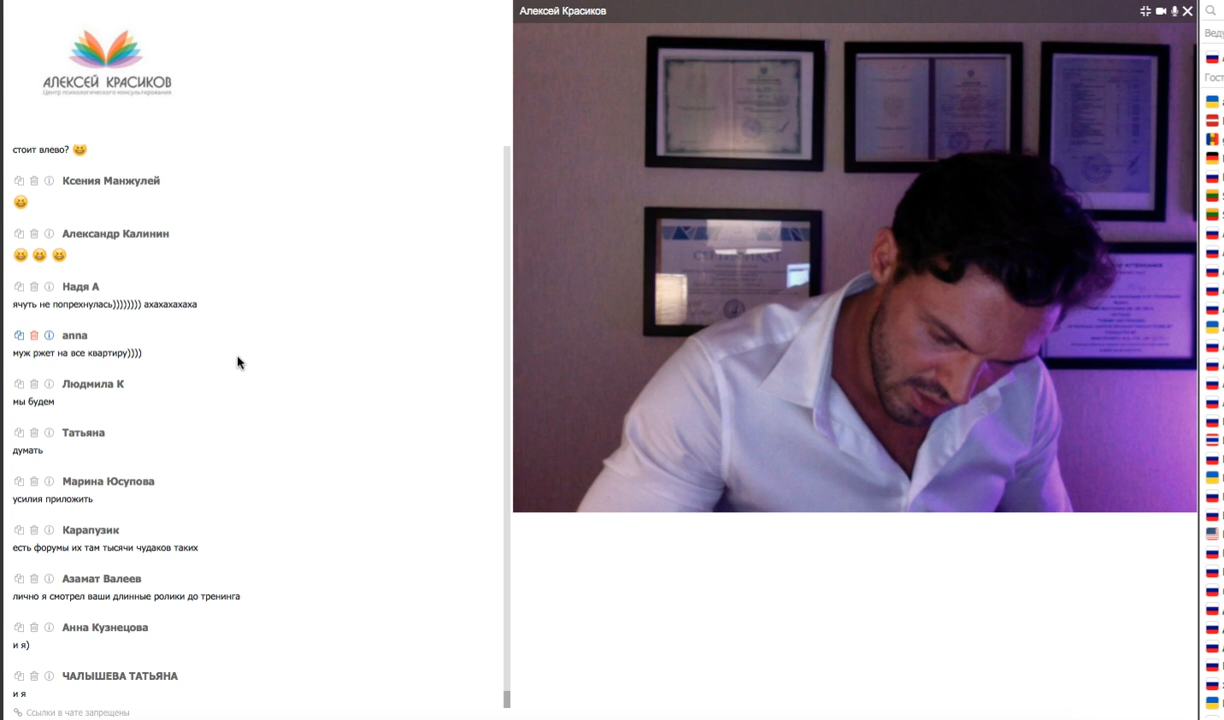 АЛЕКСЕЙ КРАСИКОВ
Центр психологического консультирования
стоит влево? 😆
Ксения Манжулей
😆
Александр Калинин
😆 😆 😆
Надя А
ячуть не попрехнулась)))))))) ахахахахаха
anna
муж ржет на все квартиру))))
Людмила К
мы будем
Татьяна
думать
Марина Юсупова
усилия приложить
Карапузик
есть форумы их там тысячи чудаков таких
Азамат Валеев
лично я смотрел ваши длинные ролики до тренинга
Анна Кузнецова
и я)
ЧАЛЫШЕВА ТАТЬЯНА
и я
Ссылки в чате запрещены
Алексей Красиков
СЕРТИФИКАТ
Веду
Гост